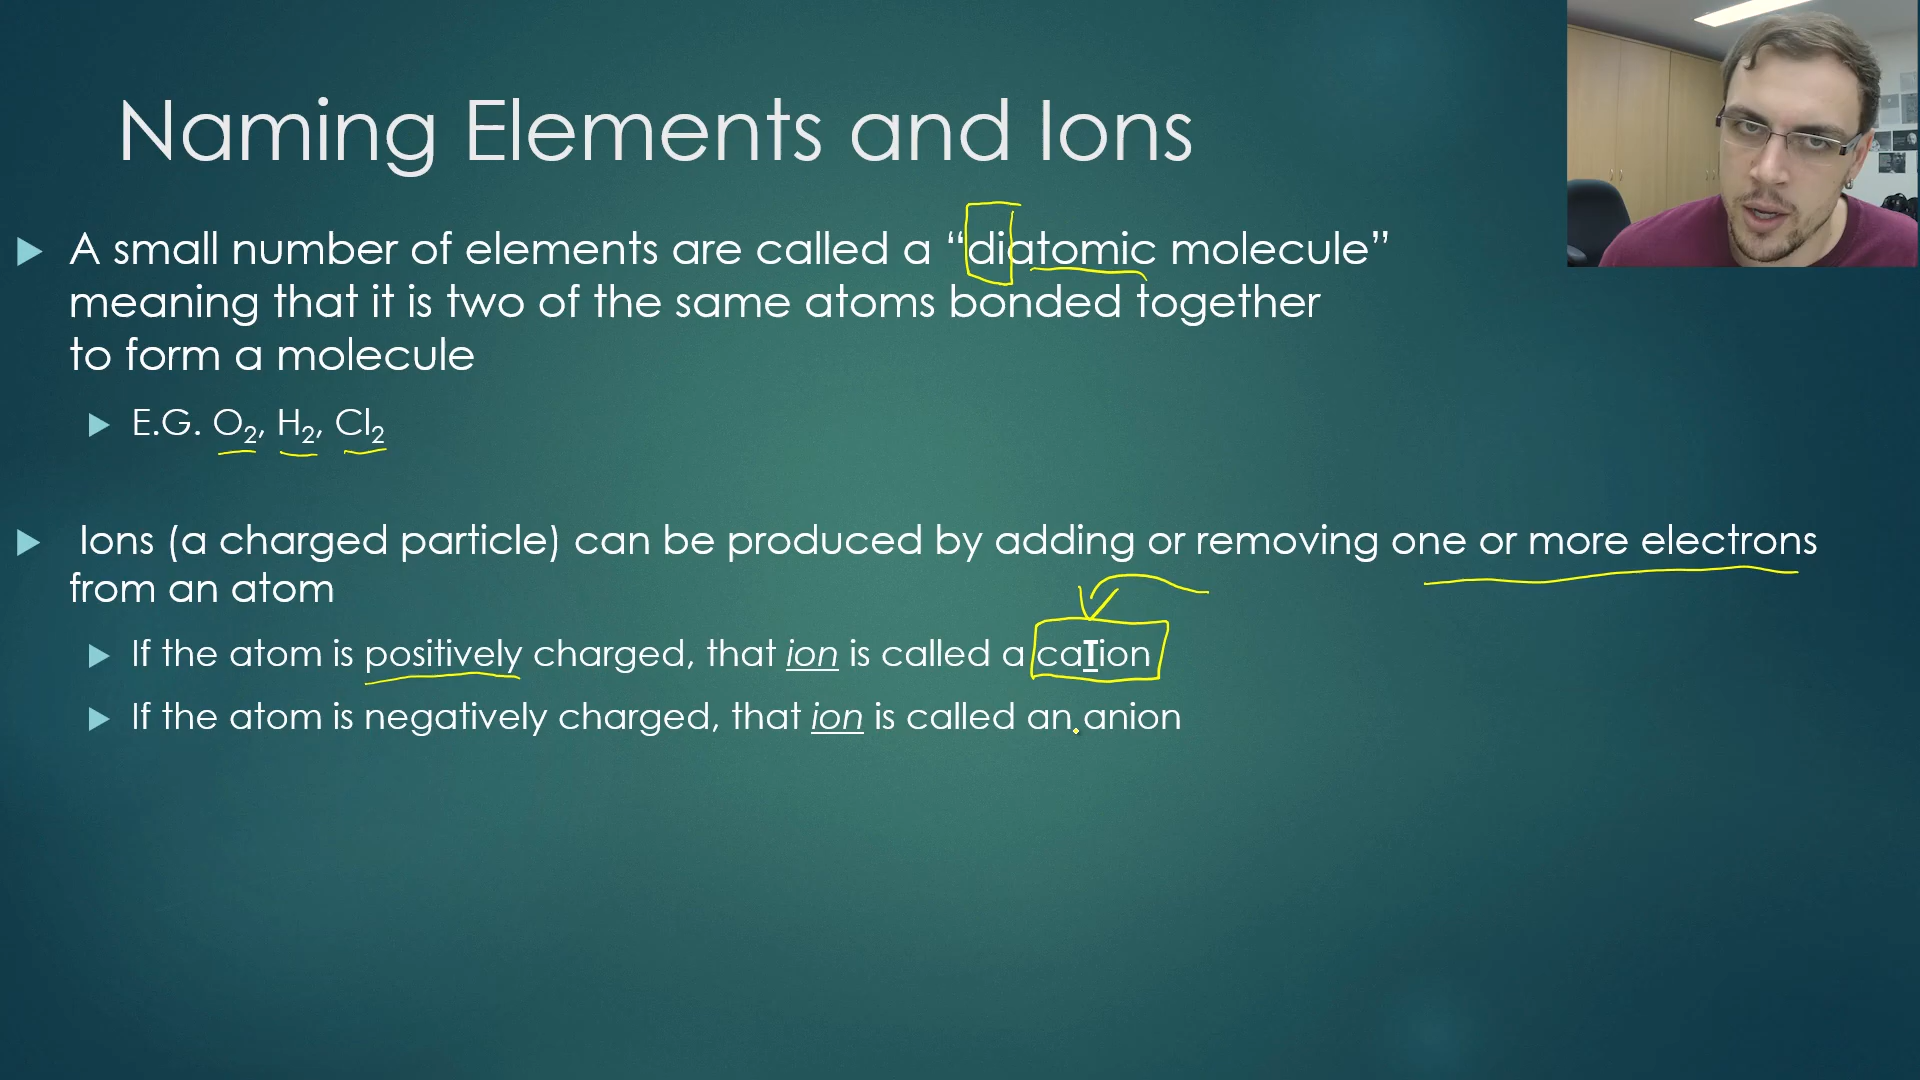 Naming Elements and Ions
A small number of elements are called a “diatomic molecule”
meaning that it is two of the same atoms bonded together
to form a molecule
E.G. O₂, H₂, Cl₂
Ions (a charged particle) can be produced by adding or removing one or more electrons
from an atom
If the atom is positively charged, that ion is called a caTion
If the atom is negatively charged, that ion is called an anion